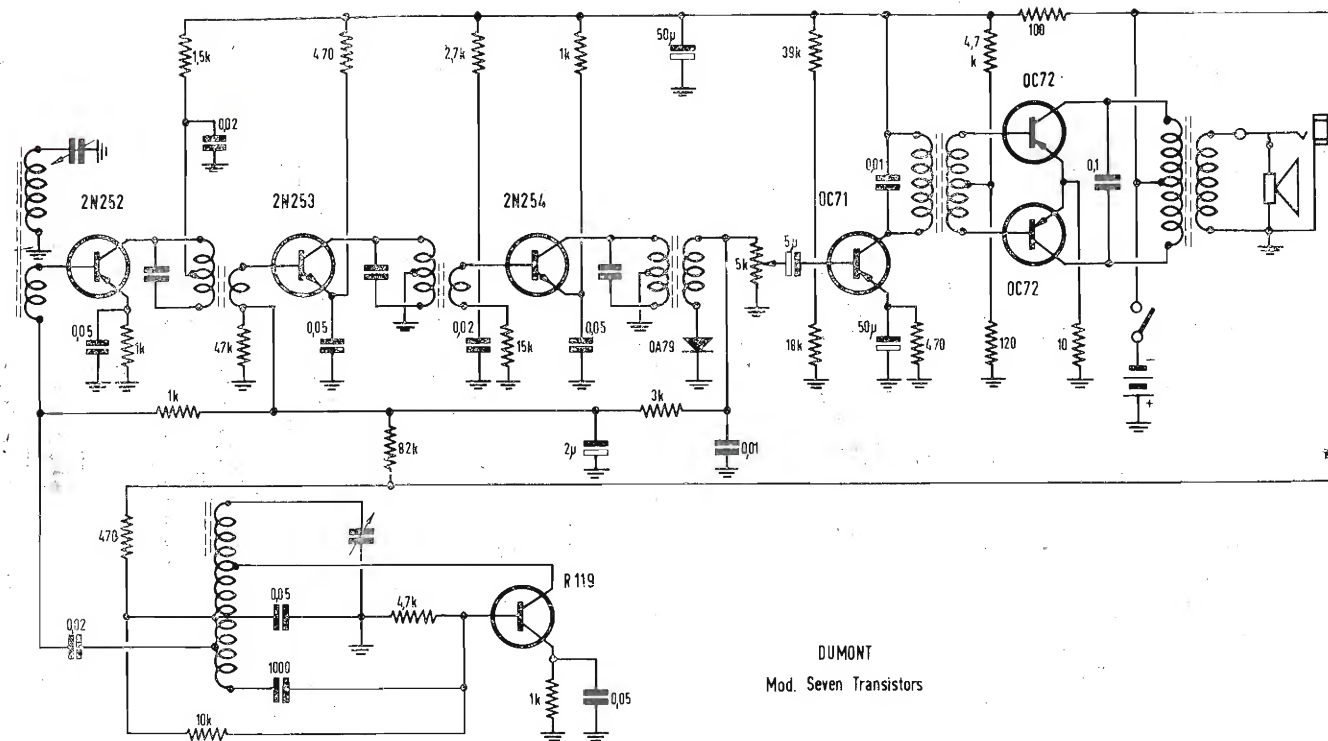 100
1,5k
470
2,7k
1k
50µ
39k
4,7
k
OC72
0,02
0,01
0,1
2N252
2N253
2N254
OC71
5k
5µ
OC72
0,05
1k
47k
0,05
0,02
15k
0,05
OA79
18k
50µ
470
120
10
-
+
1k
3k
82k
2µ
0,01
470
R119
0,05
4,7k
0,02
1000
10k
1k
0,05
DUMONT
Mod. Seven Transistors